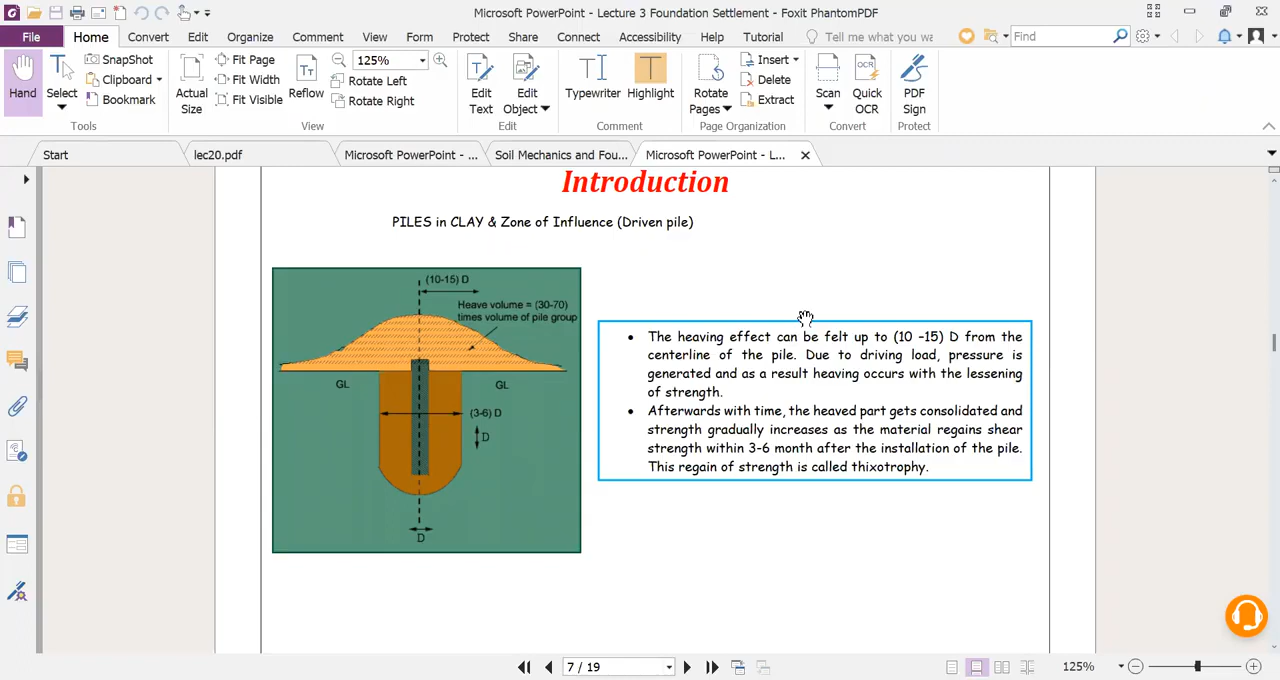 Microsoft PowerPoint - Lecture 3 Foundation Settlement - Foxit PhantomPDF
File Home Convert Edit Organize Comment View Form Protect Share Connect Accessibility Help Tutorial Tell me what you wa Find
Hand
Select
SnapShot
Clipboard
Bookmark
Tools
Actual
Size
Fit Page
Fit Width
Fit Visible
Reflow
125%
Rotate Left
Rotate Right
View
Edit
Text
Edit
Object
Edit
Typewriter
Highlight
Comment
Rotate
Pages
Insert
Delete
Extract
Page Organization
Scan
Quick
OCR
Convert
PDF
Sign
Protect
Start lec20.pdf Microsoft PowerPoint - ... Soil Mechanics and Fou... Microsoft PowerPoint - L...
Introduction
PILES in CLAY & Zone of Influence (Driven pile)
(10-15) D
Heave volume = (30-70)
times volume of pile group
GL
GL
(3-6) D
D
D
• The heaving effect can be felt up to (10 –15) D from the
centerline of the pile. Due to driving load, pressure is
generated and as a result heaving occurs with the lessening
of strength.
• Afterwards with time, the heaved part gets consolidated and
strength gradually increases as the material regains shear
strength within 3-6 month after the installation of the pile.
This regain of strength is called thixotrophy.
7 / 19
125%